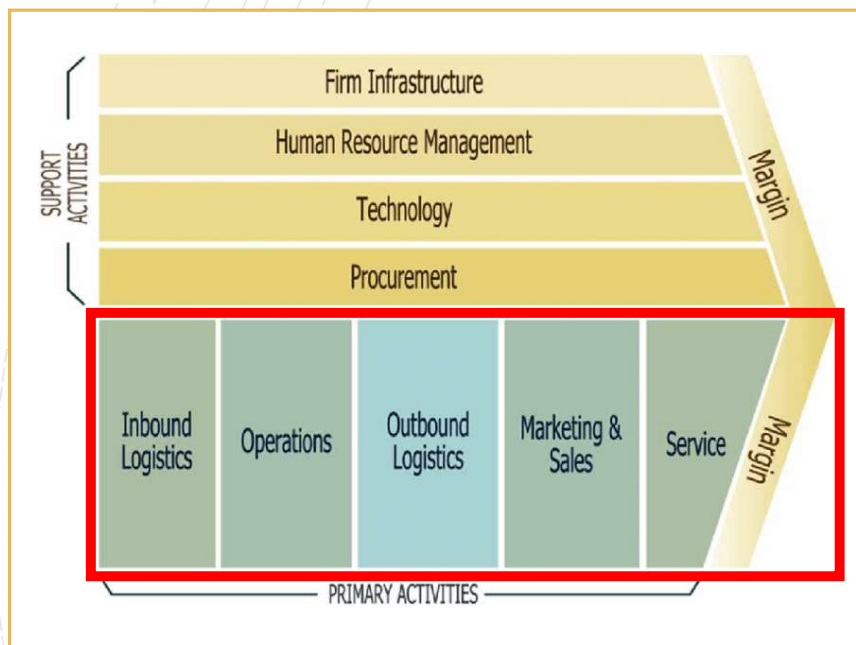 Firm Infrastructure
Human Resource Management
Technology
Procurement
SUPPORT
ACTIVITIES
Margin
Inbound
Logistics
Operations
Outbound
Logistics
Marketing &
Sales
Service
Margin
PRIMARY ACTIVITIES